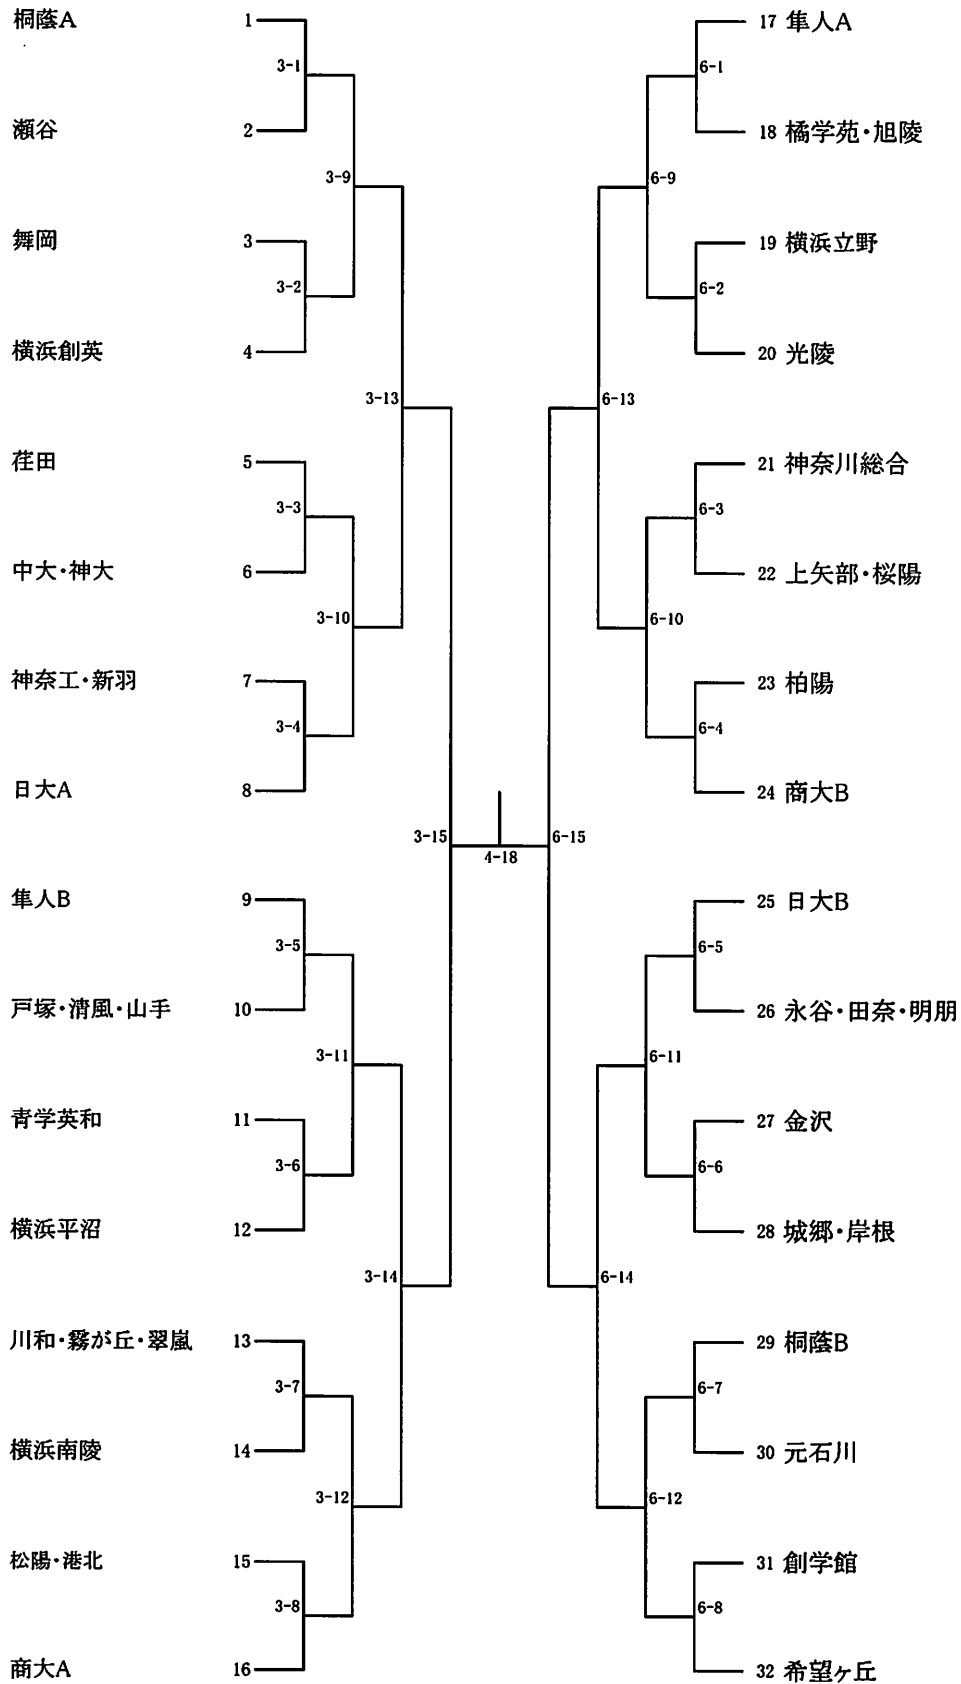 桐蔭A 1
3-1
瀬谷 2
3-9
舞岡 3
3-2
横浜創英 4
3-13
荏田 5
3-3
中大・神大 6
3-10
神奈工・新羽 7
3-4
日大A 8
3-15
隼人B 9
3-5
戸塚・清風・山手 10
3-11
青学英和 11
3-6
横浜平沼 12
3-14
川和・霧が丘・翠嵐 13
3-7
横浜南陵 14
3-12
松陽・港北 15
3-8
商大A 16
4-18
17 隼人A
6-1
18 橘学苑・旭陵
6-9
19 横浜立野
6-2
20 光陵
6-13
21 神奈川総合
6-3
22 上矢部・桜陽
6-10
23 柏陽
6-4
24 商大B
6-15
25 日大B
6-5
26 永谷・田奈・明朋
6-11
27 金沢
6-6
28 城郷・岸根
6-14
29 桐蔭B
6-7
30 元石川
6-12
31 創学館
6-8
32 希望ヶ丘